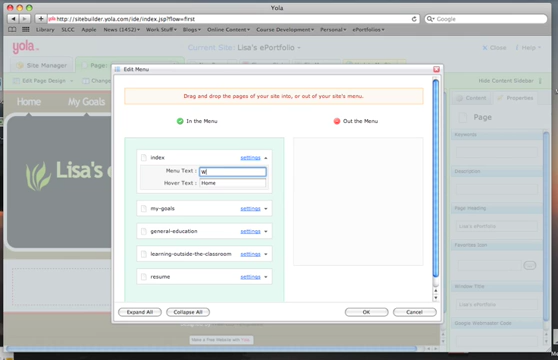 Yola
http://sitebuilder.yola.com/ide/index.jsp?flow=first
Google
Library SLCC Apple News (12151) Work Stuff Blogs Online Content Course Development Personal ePortfolios
yola
Current Site: Lisa's ePortfolio
Close Help
Site Manager Page:
Edit Page Design Change Hide Content Sidebar
Edit Menu
Drag and drop the pages of your site into, or out of your site's menu.
In the Menu Out the Menu
index settings
Menu Text : W
Hover Text : Home
my-goals settings
general-education settings
learning-outside-the-classroom settings
resume settings
Expand All Collapse All OK Cancel
Home My Goals
Lisa's e
Content Properties
Page
Keywords
Description
Page Heading
Lisa's ePortfolio
Favorites Icon
Window Title
Lisa's ePortfolio